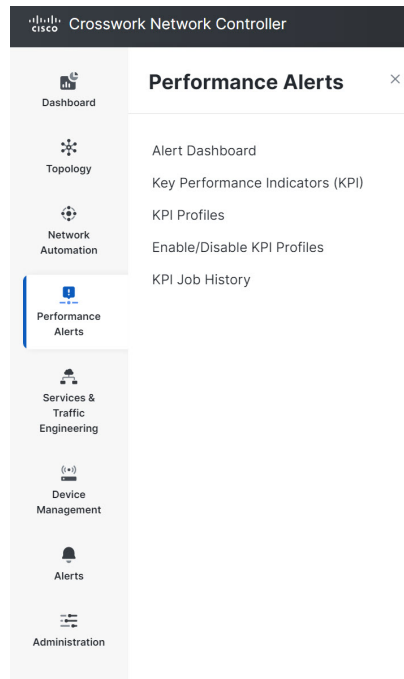 cisco
Crosswork Network Controller
Dashboard
Topology
Network
Automation
Performance
Alerts
Services &
Traffic
Engineering
Device
Management
Alerts
Administration
Performance Alerts
Alert Dashboard
Key Performance Indicators (KPI)
KPI Profiles
Enable/Disable KPI Profiles
KPI Job History